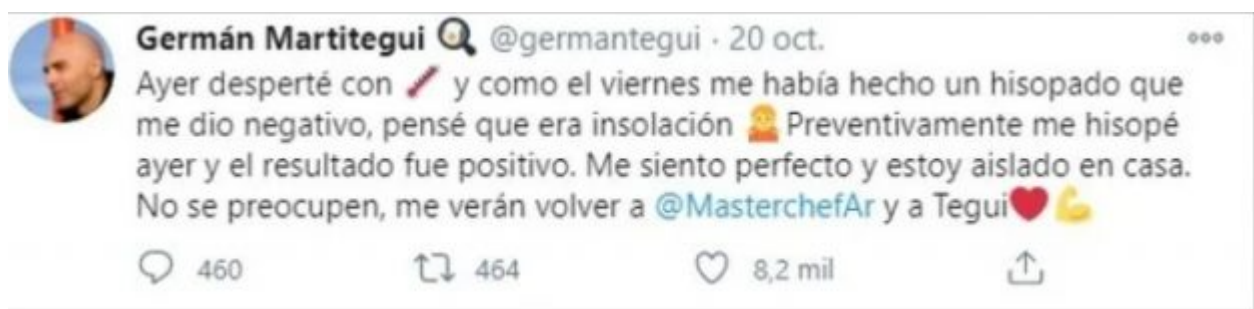 Germán Martitegui 🍳 @germantegui · 20 oct.
Ayer desperté con 🌡️ y como el viernes me había hecho un hisopado que
me dio negativo, pensé que era insolación 🤷 Preventivamente me hisopé
ayer y el resultado fue positivo. Me siento perfecto y estoy aislado en casa.
No se preocupen, me verán volver a @MasterchefAr y a Tegui❤️💪
460 464 8,2 mil